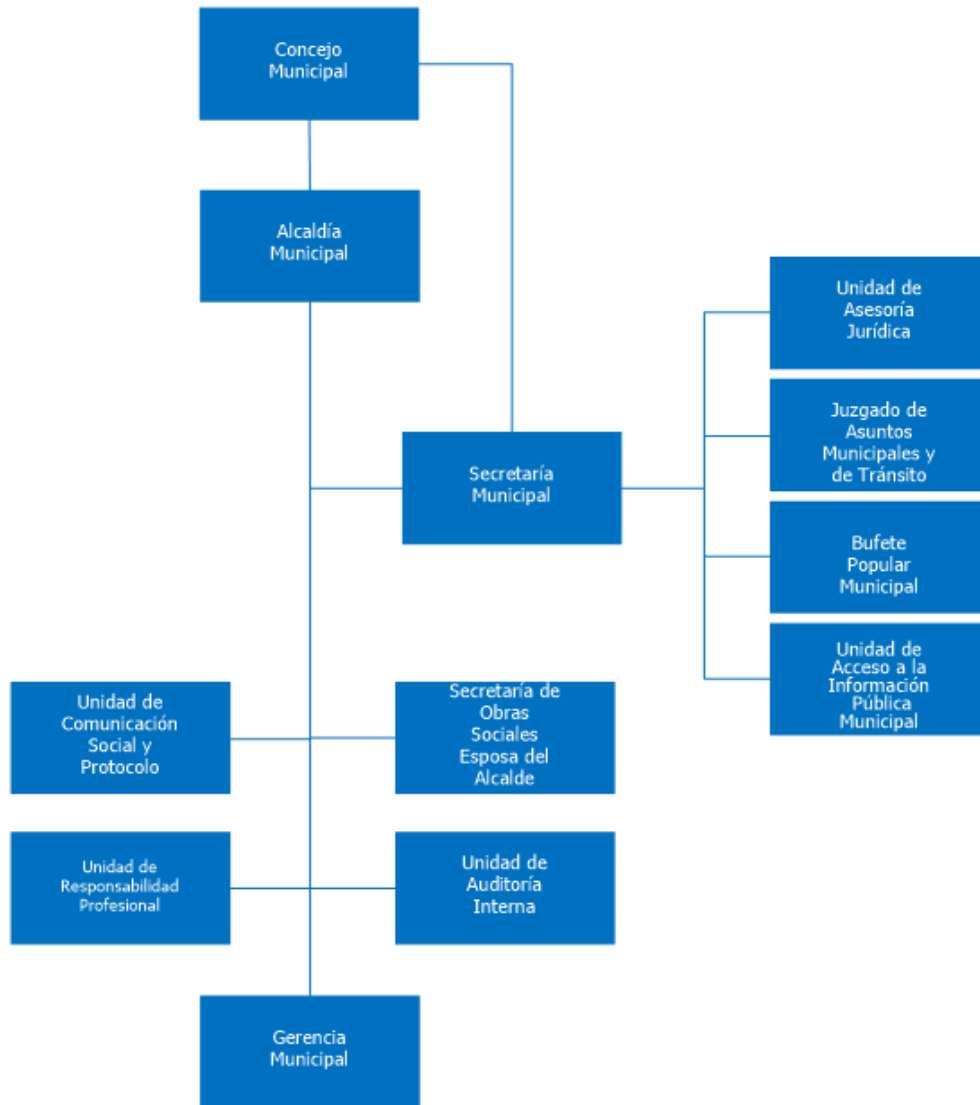 Concejo
Municipal
Alcaldía
Municipal
Unidad de
Asesoría
Jurídica
Juzgado de
Asuntos
Municipales y
de Tránsito
Secretaría
Municipal
Bufete
Popular
Municipal
Unidad de
Acceso a la
Información
Pública
Municipal
Unidad de
Comunicación
Social y
Protocolo
Secretaría de
Obras
Sociales
Esposa del
Alcalde
Unidad de
Responsabilidad
Profesional
Unidad de
Auditoría
Interna
Gerencia
Municipal